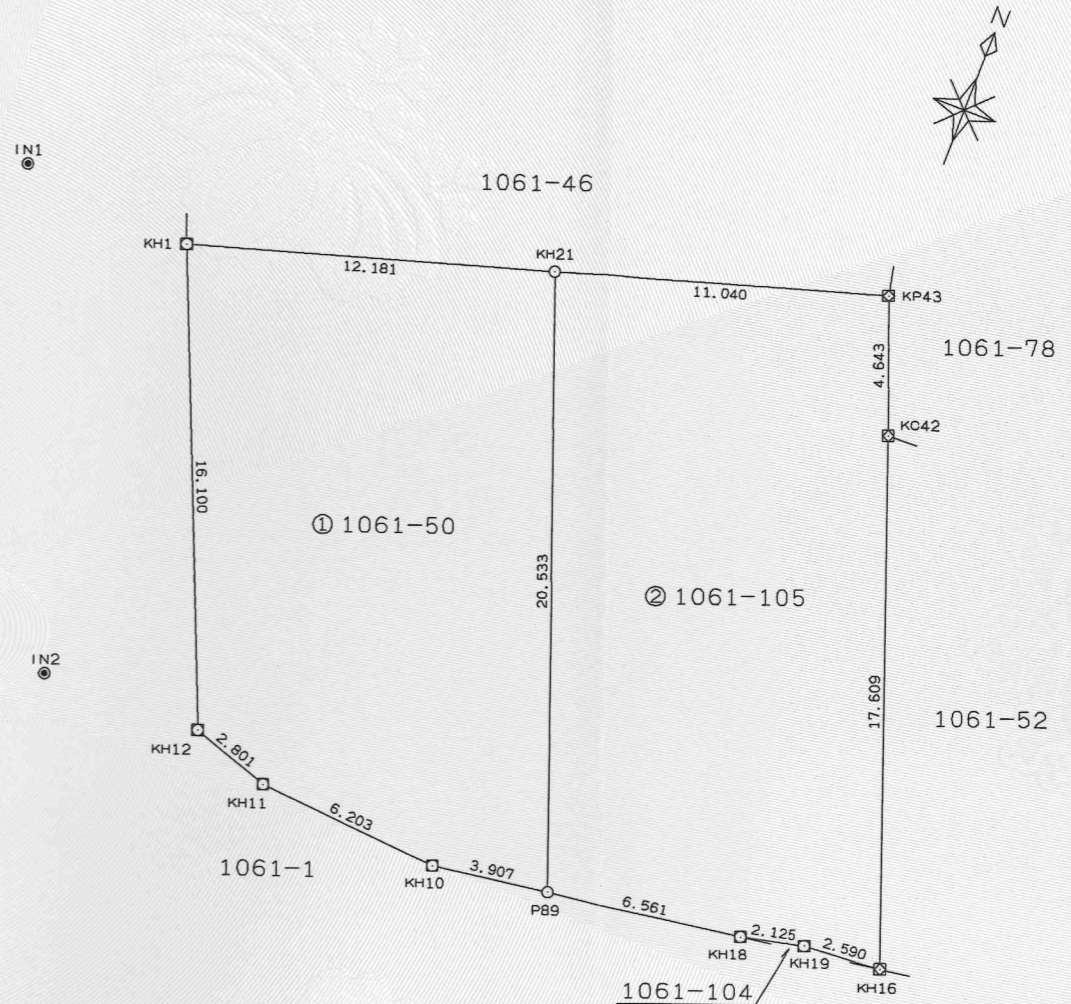 N
IN1
1061-46
KH1
KH21
12.181
11.040
KP43
4.643
1061-78
KC42
16.100
① 1061-50
20.533
② 1061-105
17.609
IN2
1061-52
KH12
2.801
KH11
6.203
1061-1
KH10
3.907
P89
6.561
KH18
2.125
KH19
2.590
KH16
1061-104